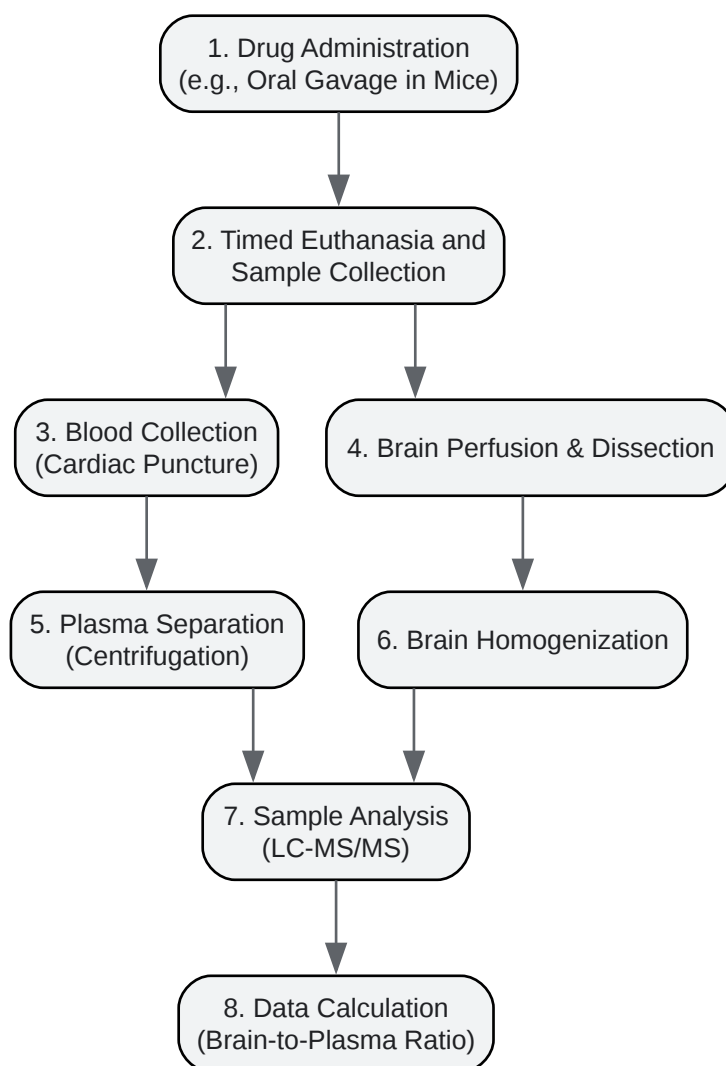 1. Drug Administration
(e.g., Oral Gavage in Mice)
2. Timed Euthanasia and
Sample Collection
3. Blood Collection
(Cardiac Puncture)
4. Brain Perfusion & Dissection
5. Plasma Separation
(Centrifugation)
6. Brain Homogenization
7. Sample Analysis
(LC-MS/MS)
8. Data Calculation
(Brain-to-Plasma Ratio)